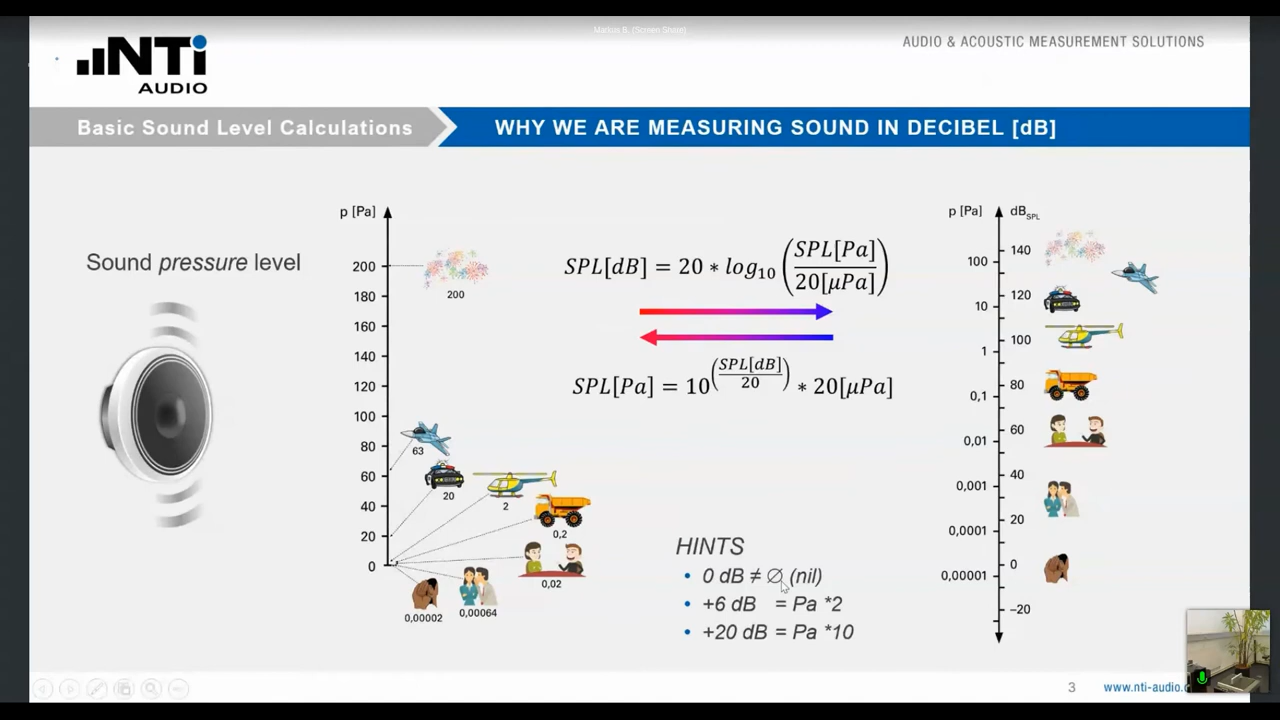 Markus B. (Screen Share)
NTi
AUDIO
AUDIO & ACOUSTIC MEASUREMENT SOLUTIONS
Basic Sound Level Calculations
WHY WE ARE MEASURING SOUND IN DECIBEL [dB]
Sound pressure level
p [Pa]
200
180
160
140
120
100
80
60
40
20
0
200
63
20
2
0,2
0,02
0,00064
0,00002
SPL[dB] = 20 * log10 (SPL[Pa] / 20[µPa])
SPL[Pa] = 10^(SPL[dB] / 20) * 20[µPa]
HINTS
• 0 dB ≠ ∅ (nil)
• +6 dB = Pa *2
• +20 dB = Pa *10
p [Pa]
100
10
1
0,1
0,01
0,001
0,0001
0,00001
dBSPL
140
120
100
80
60
40
20
0
–20
3
www.nti-audio.c